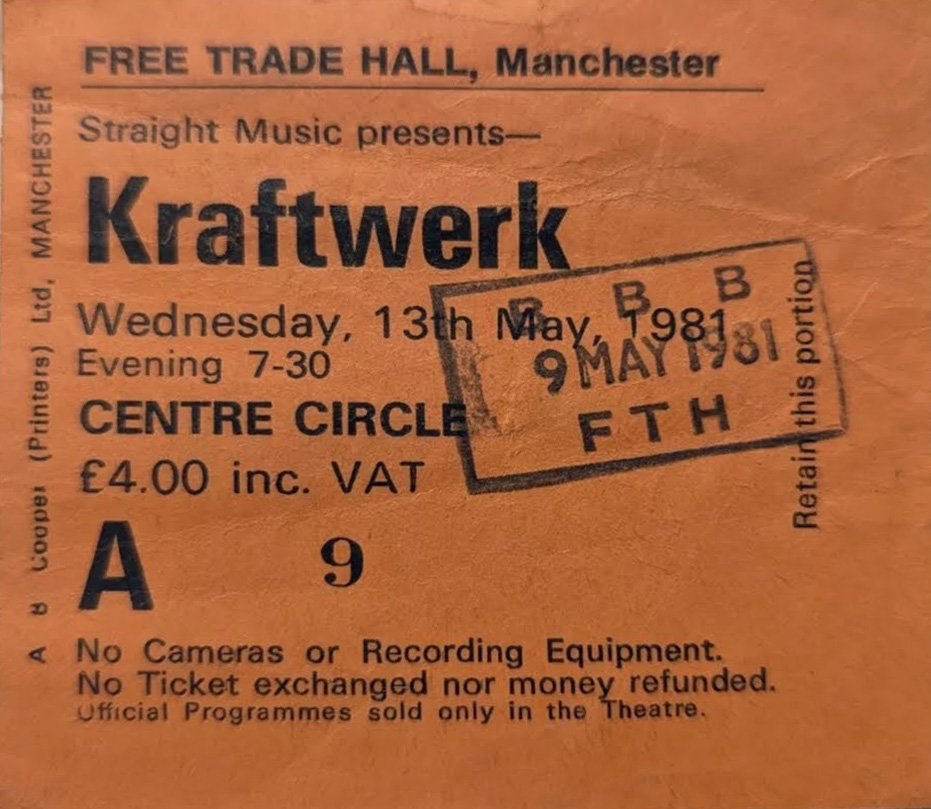 FREE TRADE HALL, Manchester
Straight Music presents—
Kraftwerk
Wednesday, 13th May, 1981
Evening 7-30
CENTRE CIRCLE
£4.00 inc. VAT
A 9
No Cameras or Recording Equipment.
No Ticket exchanged nor money refunded.
Official Programmes sold only in the Theatre.
B B B
9 MAY 1981
FTH
Retain this portion
A B Cooper (Printers) Ltd, MANCHESTER